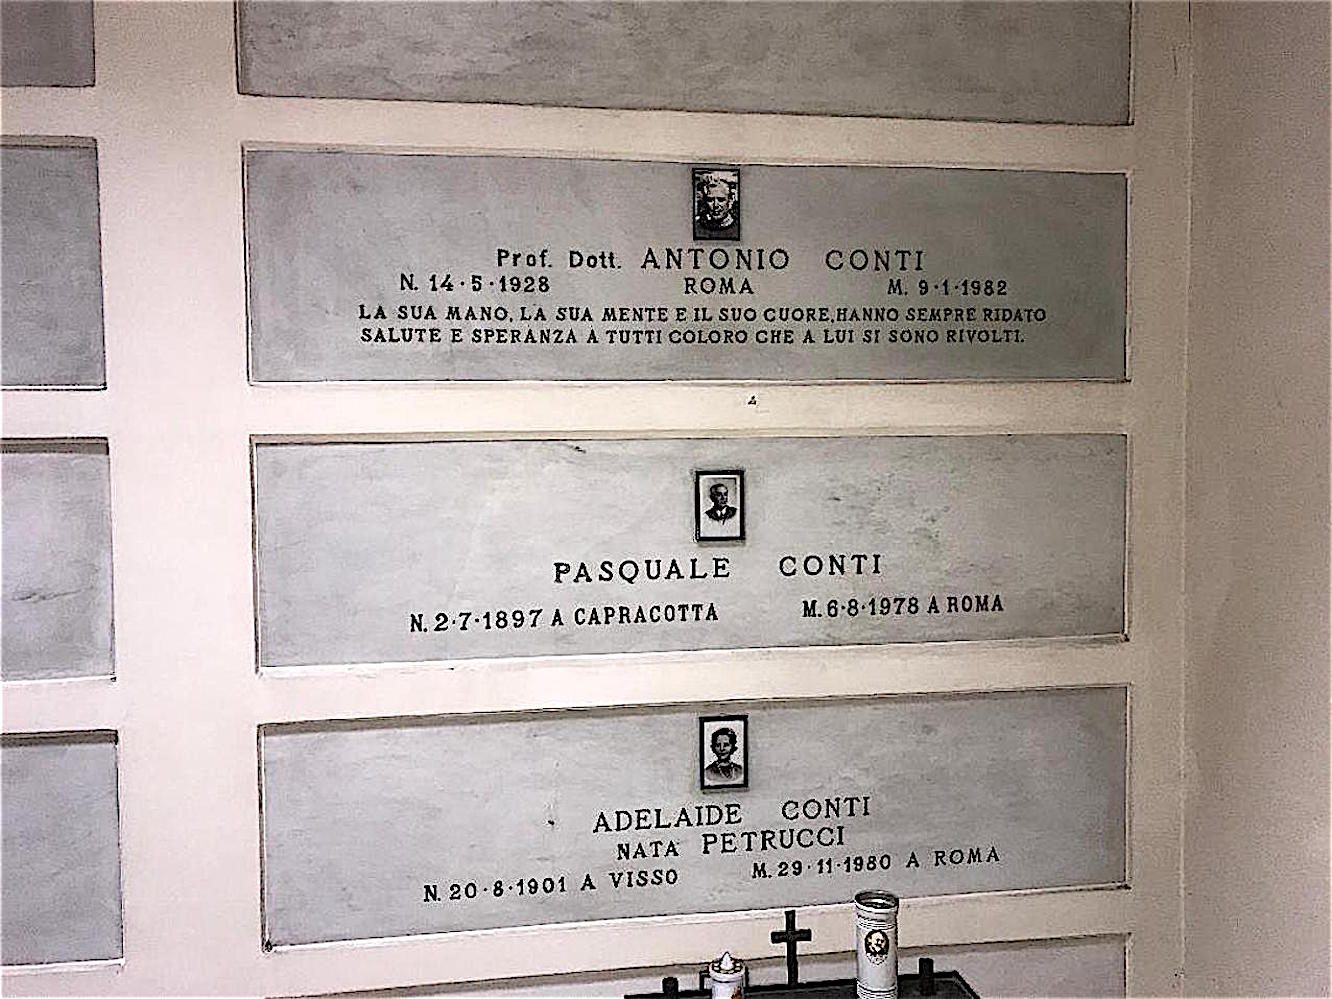 Prof. Dott. ANTONIO CONTI
N. 14·5·1928 ROMA M. 9·1·1982
LA SUA MANO, LA SUA MENTE E IL SUO CUORE,HANNO SEMPRE RIDATO
SALUTE E SPERANZA A TUTTI COLORO CHE A LUI SI SONO RIVOLTI.
PASQUALE CONTI
N. 2·7·1897 A CAPRACOTTA M. 6·8·1978 A ROMA
ADELAIDE CONTI
NATA PETRUCCI
N. 20·8·1901 A VISSO M. 29·11·1980 A ROMA